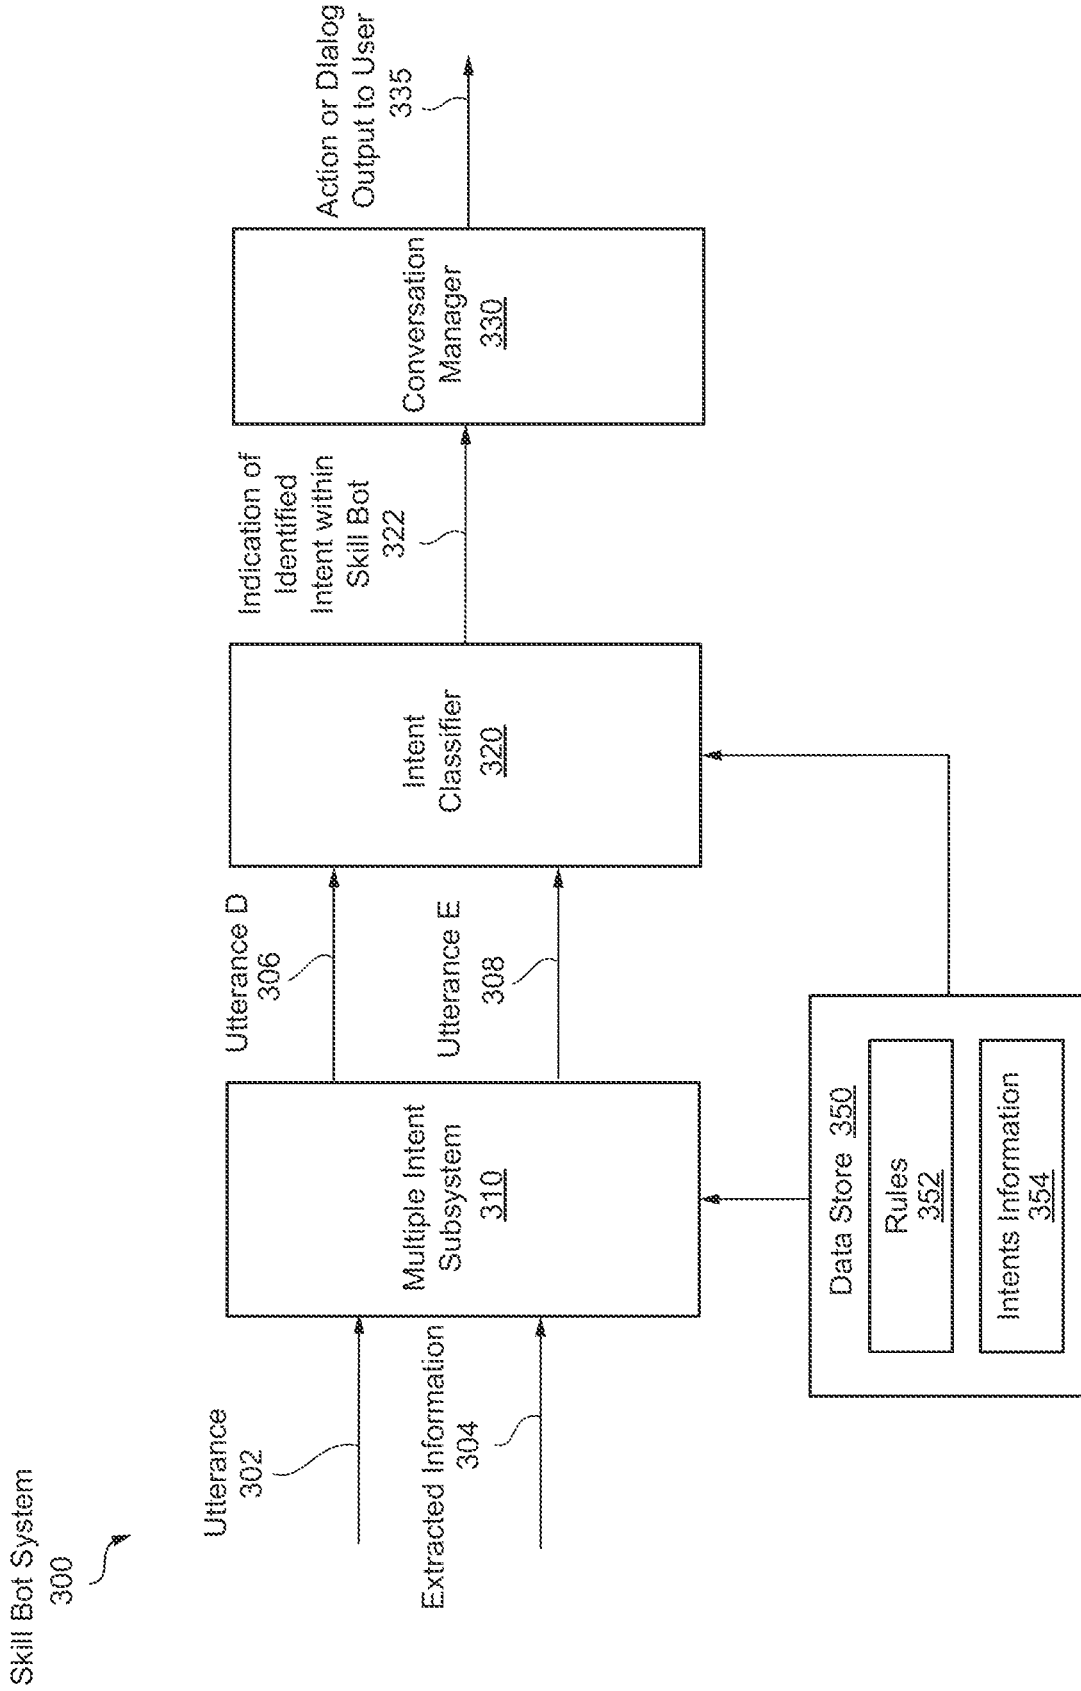 Skill Bot System
300
Utterance
302
Extracted Information
304
Multiple Intent
Subsystem
310
Utterance D
306
Utterance E
308
Intent
Classifier
320
Indication of
Identified
Intent within
Skill Bot
322
Conversation
Manager
330
Action or Dialog
Output to User
335
Data Store 350
Rules
352
Intents Information
354